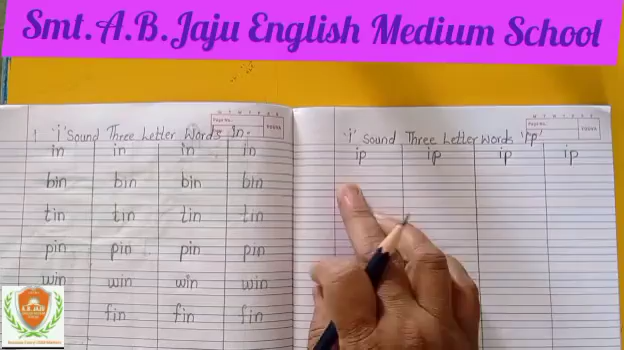 Smt.A.B.Jaju English Medium School
'i' Sound Three Letter Words In-
in in in in
bin bin bin bin
tin tin tin tin
pin pin pin pin
win win win win
fin fin fin
'i' Sound Three Letter Words 'ip'
ip ip ip ip
A.B. JAJU